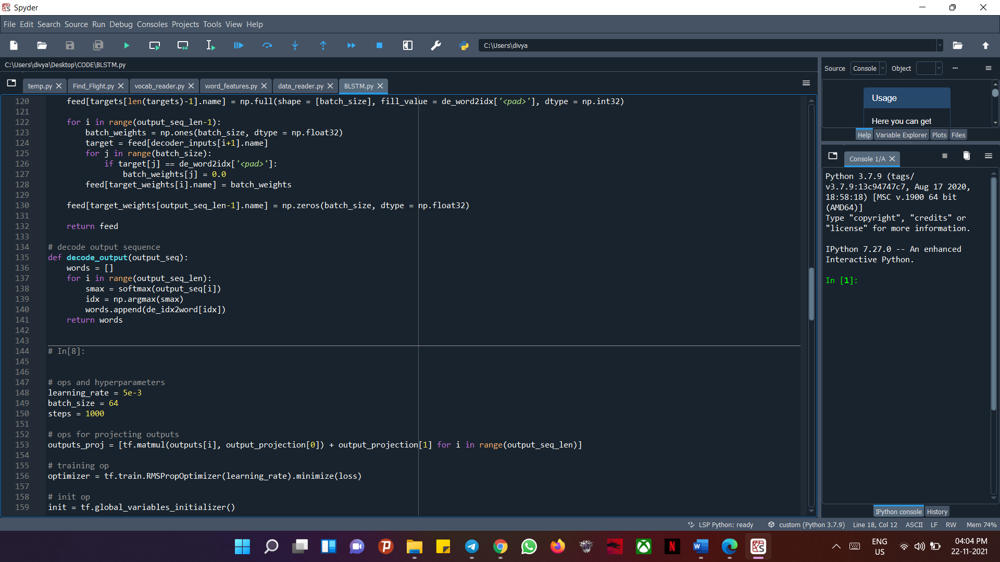 Spyder
File Edit Search Source Run Debug Consoles Projects Tools View Help
C:\Users\divya
C:\Users\divya\Desktop\CODE\BLSTM.py
temp.py Find_Flight.py vocab_reader.py word_features.py data_reader.py BLSTM.py
120 feed[targets[len(targets)-1].name] = np.full(shape = [batch_size], fill_value = de_word2idx['<pad>'], dtype = np.int32)
121
122 for i in range(output_seq_len-1):
123 batch_weights = np.ones(batch_size, dtype = np.float32)
124 target = feed[decoder_inputs[i+1].name]
125 for j in range(batch_size):
126 if target[j] == de_word2idx['<pad>']:
127 batch_weights[j] = 0.0
128 feed[target_weights[i].name] = batch_weights
129
130 feed[target_weights[output_seq_len-1].name] = np.zeros(batch_size, dtype = np.float32)
131
132 return feed
133
134 # decode output sequence
135 def decode_output(output_seq):
136 words = []
137 for i in range(output_seq_len):
138 smax = softmax(output_seq[i])
139 idx = np.argmax(smax)
140 words.append(de_idx2word[idx])
141 return words
142
143
144 # In[8]:
145
146
147 # ops and hyperparameters
148 learning_rate = 5e-3
149 batch_size = 64
150 steps = 1000
151
152 # ops for projecting outputs
153 outputs_proj = [tf.matmul(outputs[i], output_projection[0]) + output_projection[1] for i in range(output_seq_len)]
154
155 # training op
156 optimizer = tf.train.RMSPropOptimizer(learning_rate).minimize(loss)
157
158 # init op
159 init = tf.global_variables_initializer()
Source Console Object
Usage
Here you can get
Help Variable Explorer Plots Files
Console 1/A
Python 3.7.9 (tags/
v3.7.9:13c94747c7, Aug 17 2020,
18:58:18) [MSC v.1900 64 bit
(AMD64)]
Type "copyright", "credits" or
"license" for more information.
IPython 7.27.0 -- An enhanced
Interactive Python.
In [1]:
IPython console History
LSP Python: ready custom (Python 3.7.9) Line 18, Col 12 ASCII LF RW Mem 74%
ENG
US
04:04 PM
22-11-2021